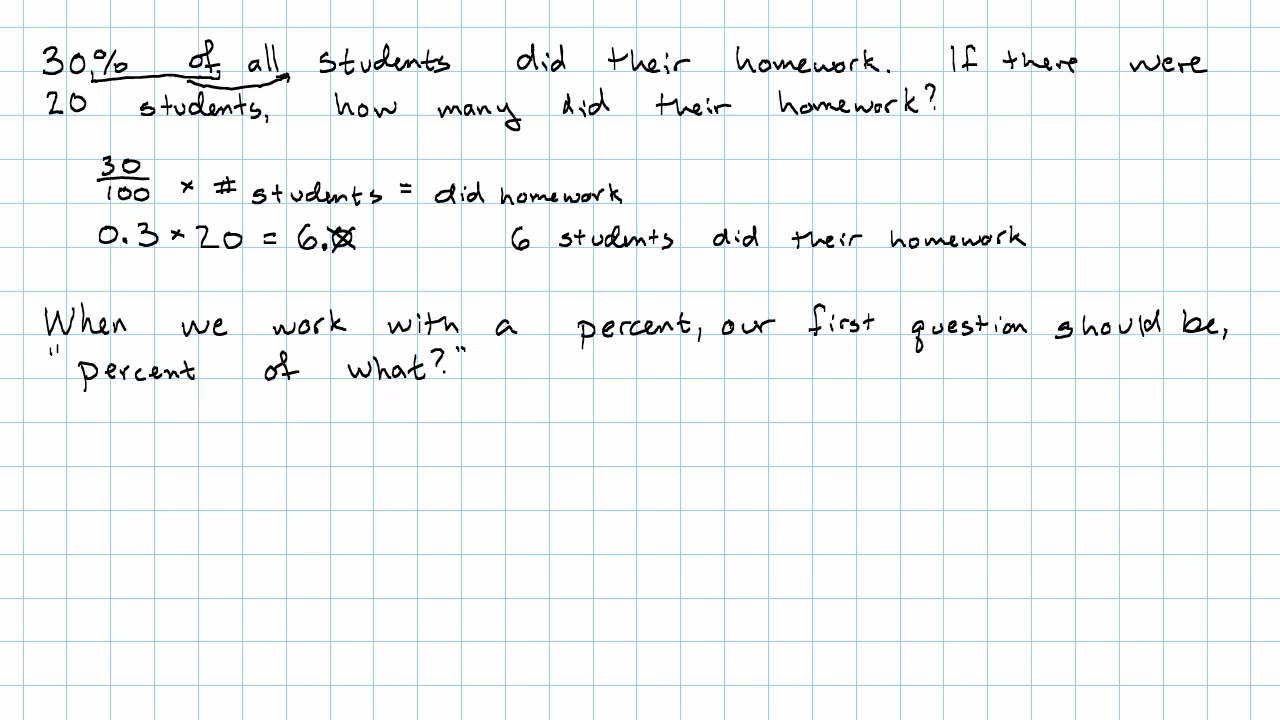 30% of all students did their homework. If there were
20 students, how many did their homework?
30/100 × # students = did homework
0.3 × 20 = 6. 6 students did their homework
When we work with a percent, our first question should be,
"percent of what?"